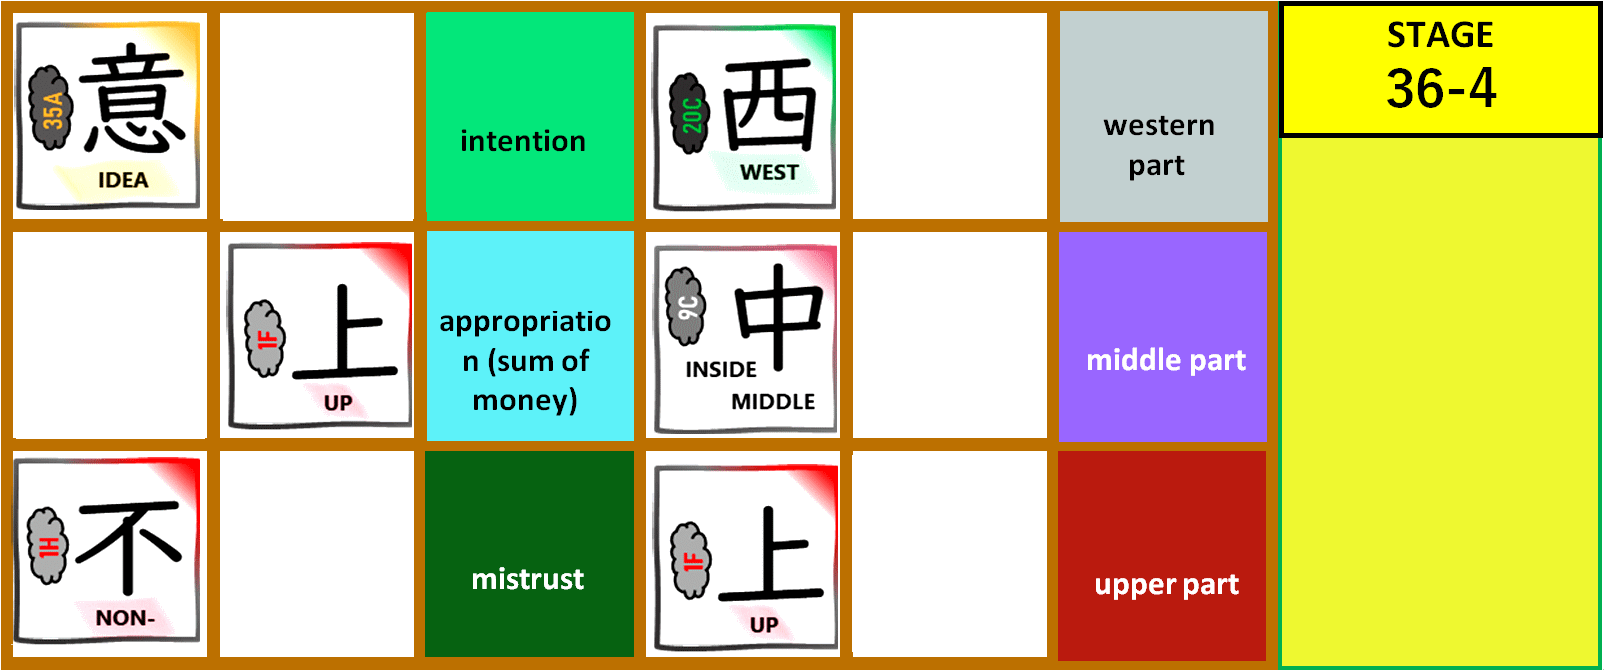 35A
意
IDEA
intention
20C
西
WEST
western
part
STAGE
36-4
1F
上
UP
appropriatio
n (sum of
money)
9C
中
INSIDE
MIDDLE
middle part
1H
不
NON-
mistrust
1F
上
UP
upper part